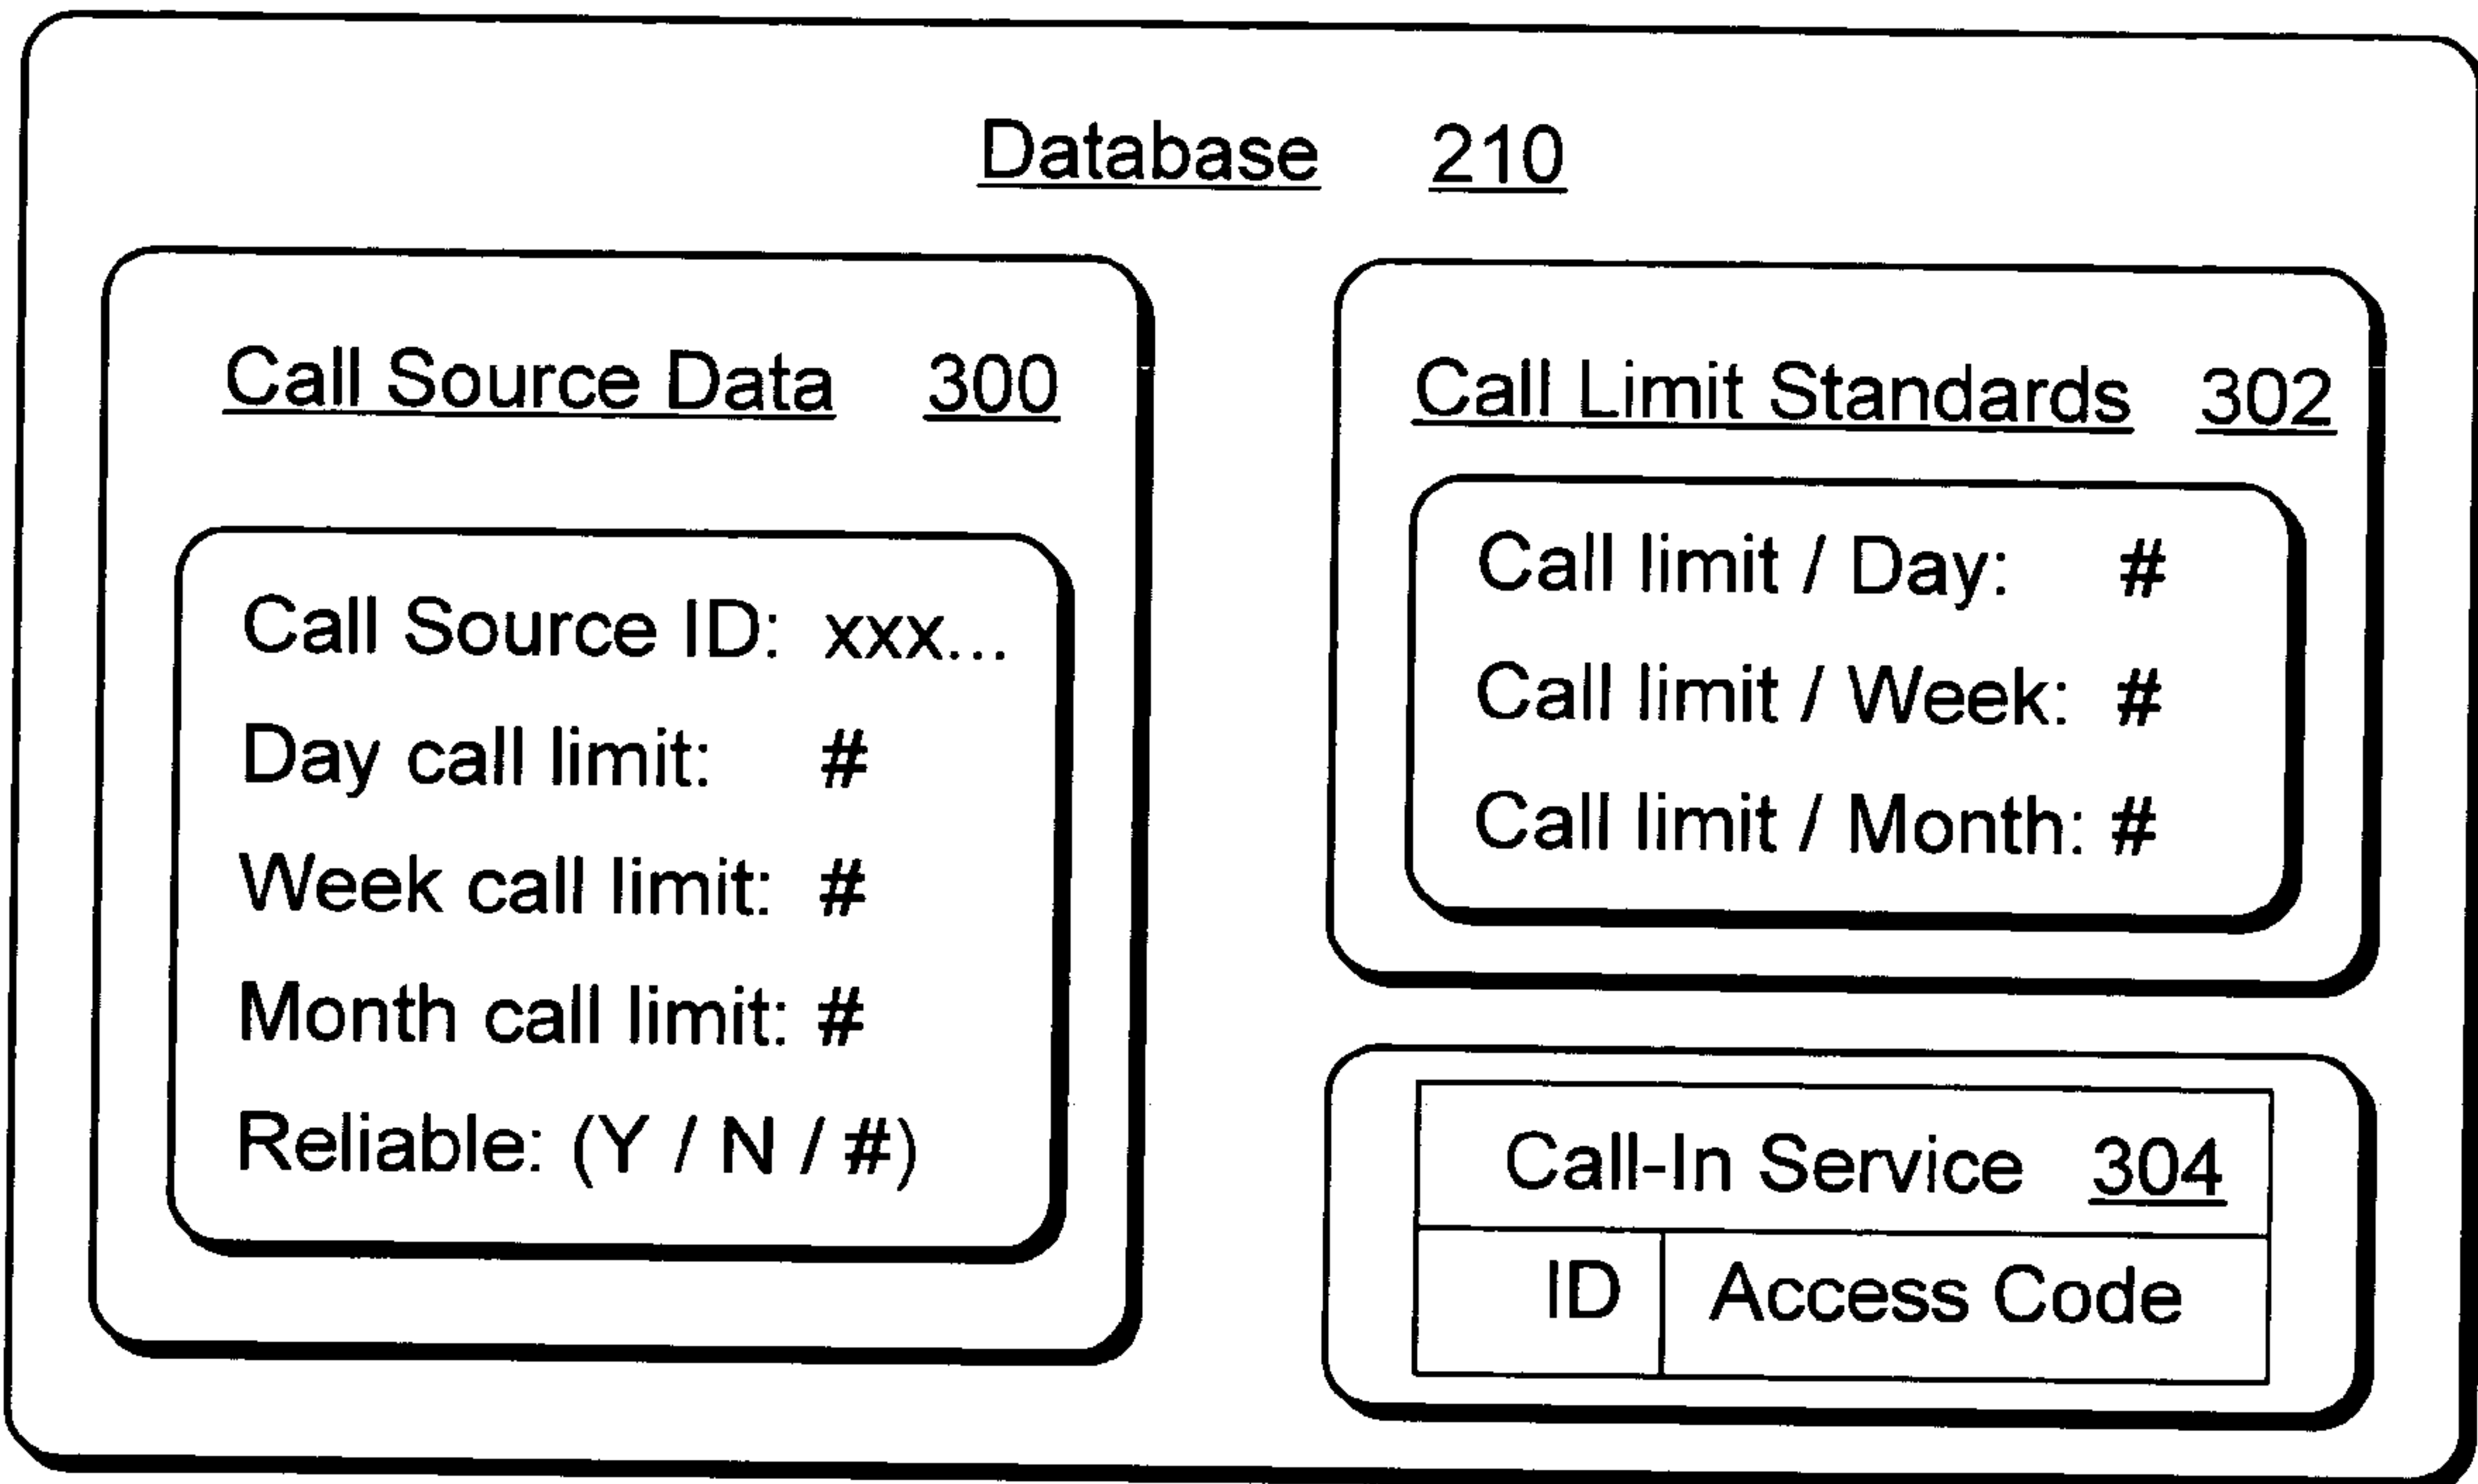 Database 210
Call Source Data 300
Call Source ID: xxx...
Day call limit: #
Week call limit: #
Month call limit: #
Reliable: (Y / N / #)
Call Limit Standards 302
Call limit / Day: #
Call limit / Week: #
Call limit / Month: #
Call-In Service 304
ID Access Code